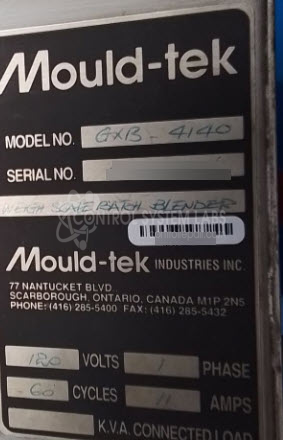 Mould-tek
MODEL NO. GXB-4140
SERIAL NO.
WEIGH SCALE BATCH BLENDER
CONTROL SYSTEM LABS
Mould-tek INDUSTRIES INC.
77 NANTUCKET BLVD.
SCARBOROUGH, ONTARIO, CANADA M1P 2N5
PHONE: (416) 285-5400 FAX: (416) 285-5432
120 VOLTS 1 PHASE
60 CYCLES 11 AMPS
K.V.A. CONNECTED LOAD